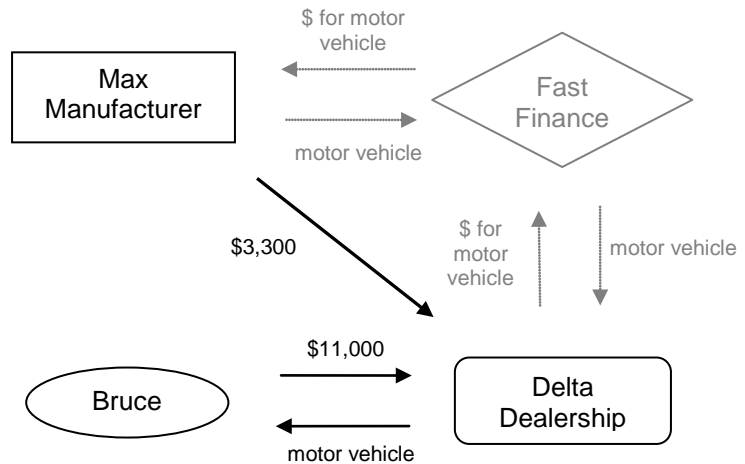 $ for motor
vehicle
Max
Manufacturer
Fast
Finance
motor vehicle
$3,300
$ for
motor
vehicle
motor vehicle
$11,000
Bruce
Delta
Dealership
motor vehicle